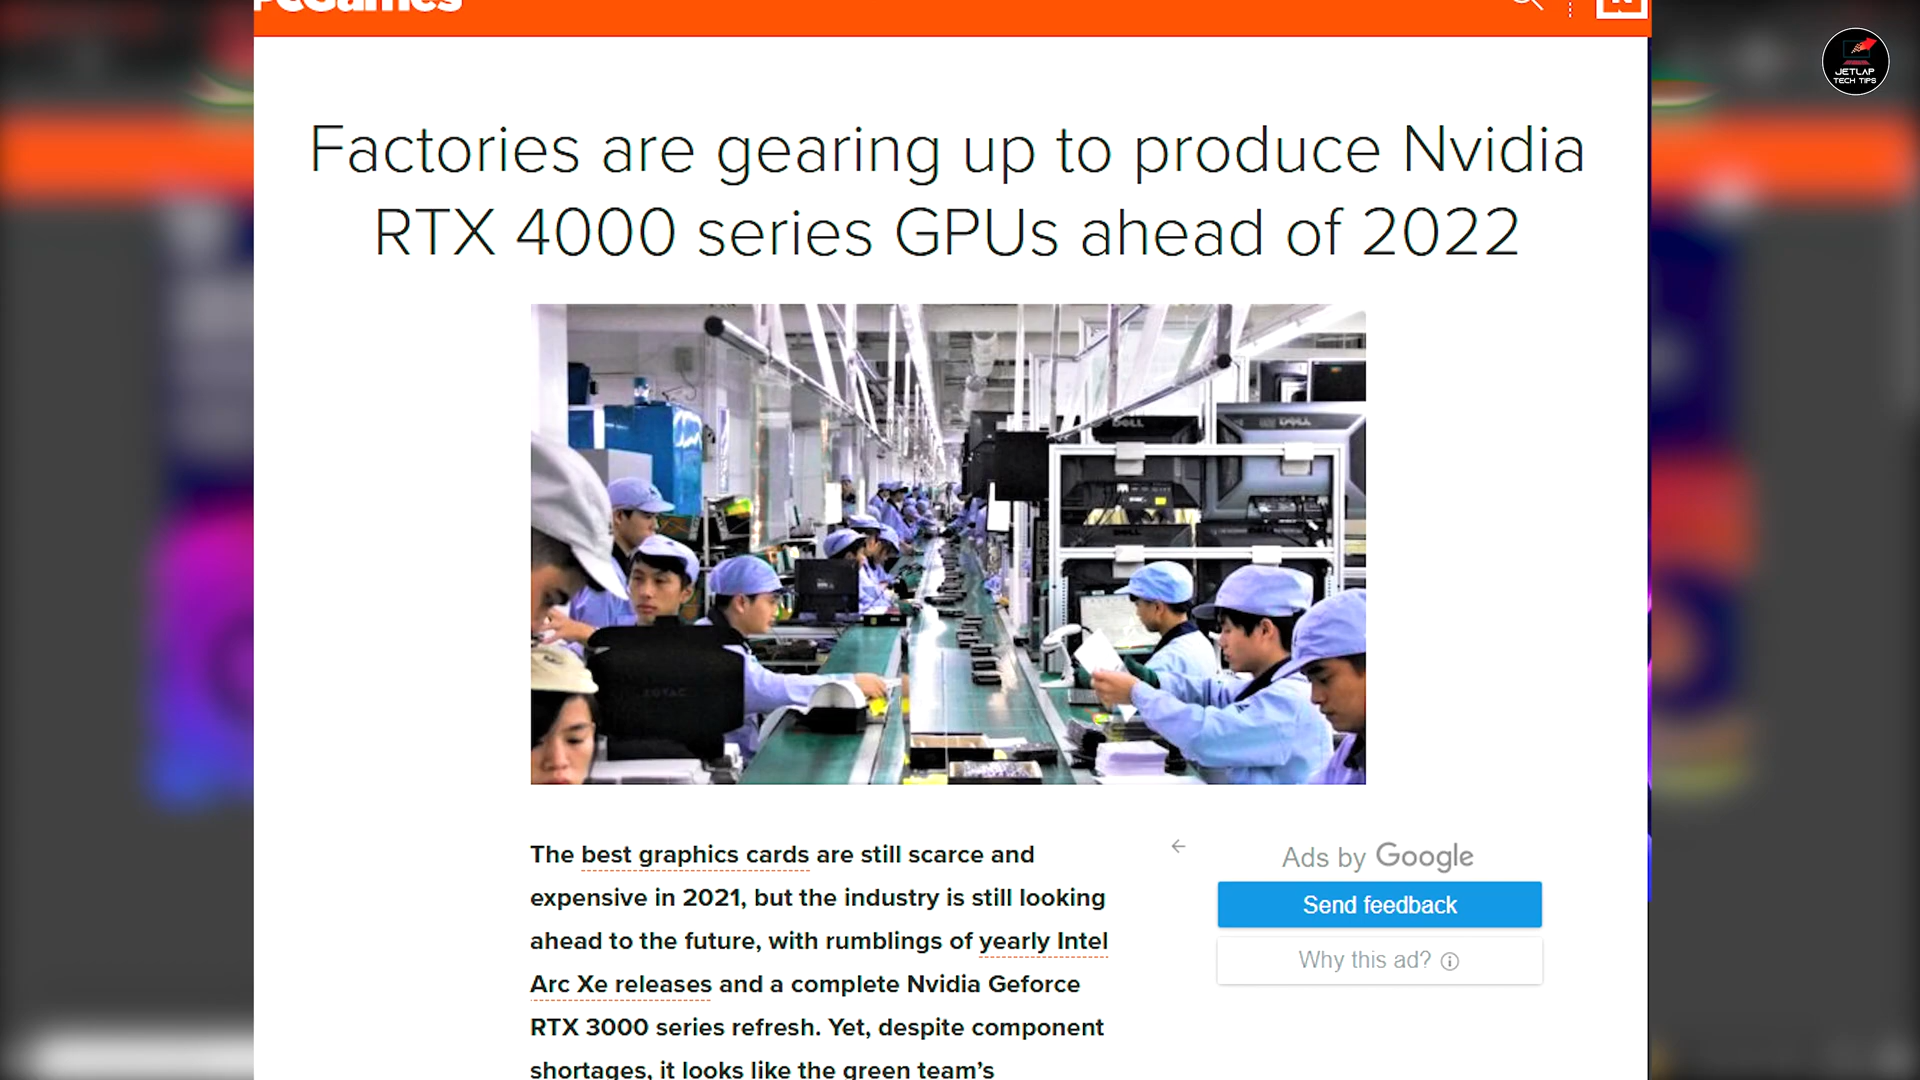 PCGames
JETLAP
TECH TIPS
Factories are gearing up to produce Nvidia
RTX 4000 series GPUs ahead of 2022
DELL
DELL
ZOTAC
The best graphics cards are still scarce and
expensive in 2021, but the industry is still looking
ahead to the future, with rumblings of yearly Intel
Arc Xe releases and a complete Nvidia Geforce
RTX 3000 series refresh. Yet, despite component
shortages, it looks like the green team’s
Ads by Google
Send feedback
Why this ad?